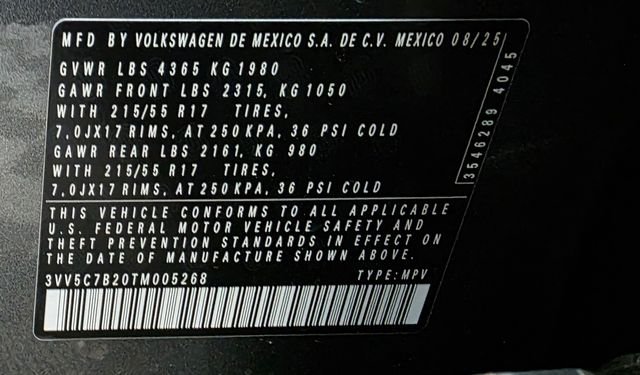 MFD BY VOLKSWAGEN DE MEXICO S.A. DE C.V. MEXICO 08/25
GVWR LBS 4365 KG 1980
GAWR FRONT LBS 2315, KG 1050
WITH 215/55 R17 TIRES,
7,0JX17 RIMS, AT 250 KPA, 36 PSI COLD
GAWR REAR LBS 2161, KG 980
WITH 215/55 R17 TIRES,
7,0JX17 RIMS, AT 250 KPA, 36 PSI COLD
3546289 4045
THIS VEHICLE CONFORMS TO ALL APPLICABLE
U.S. FEDERAL MOTOR VEHICLE SAFETY AND
THEFT PREVENTION STANDARDS IN EFFECT ON
THE DATE OF MANUFACTURE SHOWN ABOVE.
3VV5C7B20TM005268 TYPE: MPV